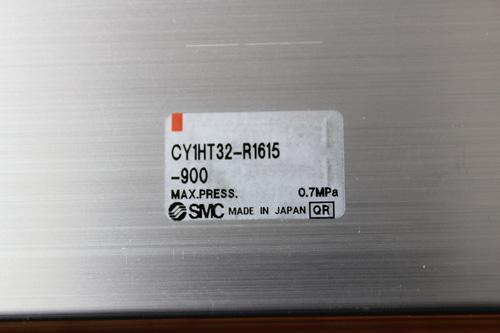 CY1HT32-R1615
-900
MAX.PRESS. 0.7MPa
SMC MADE IN JAPAN QR